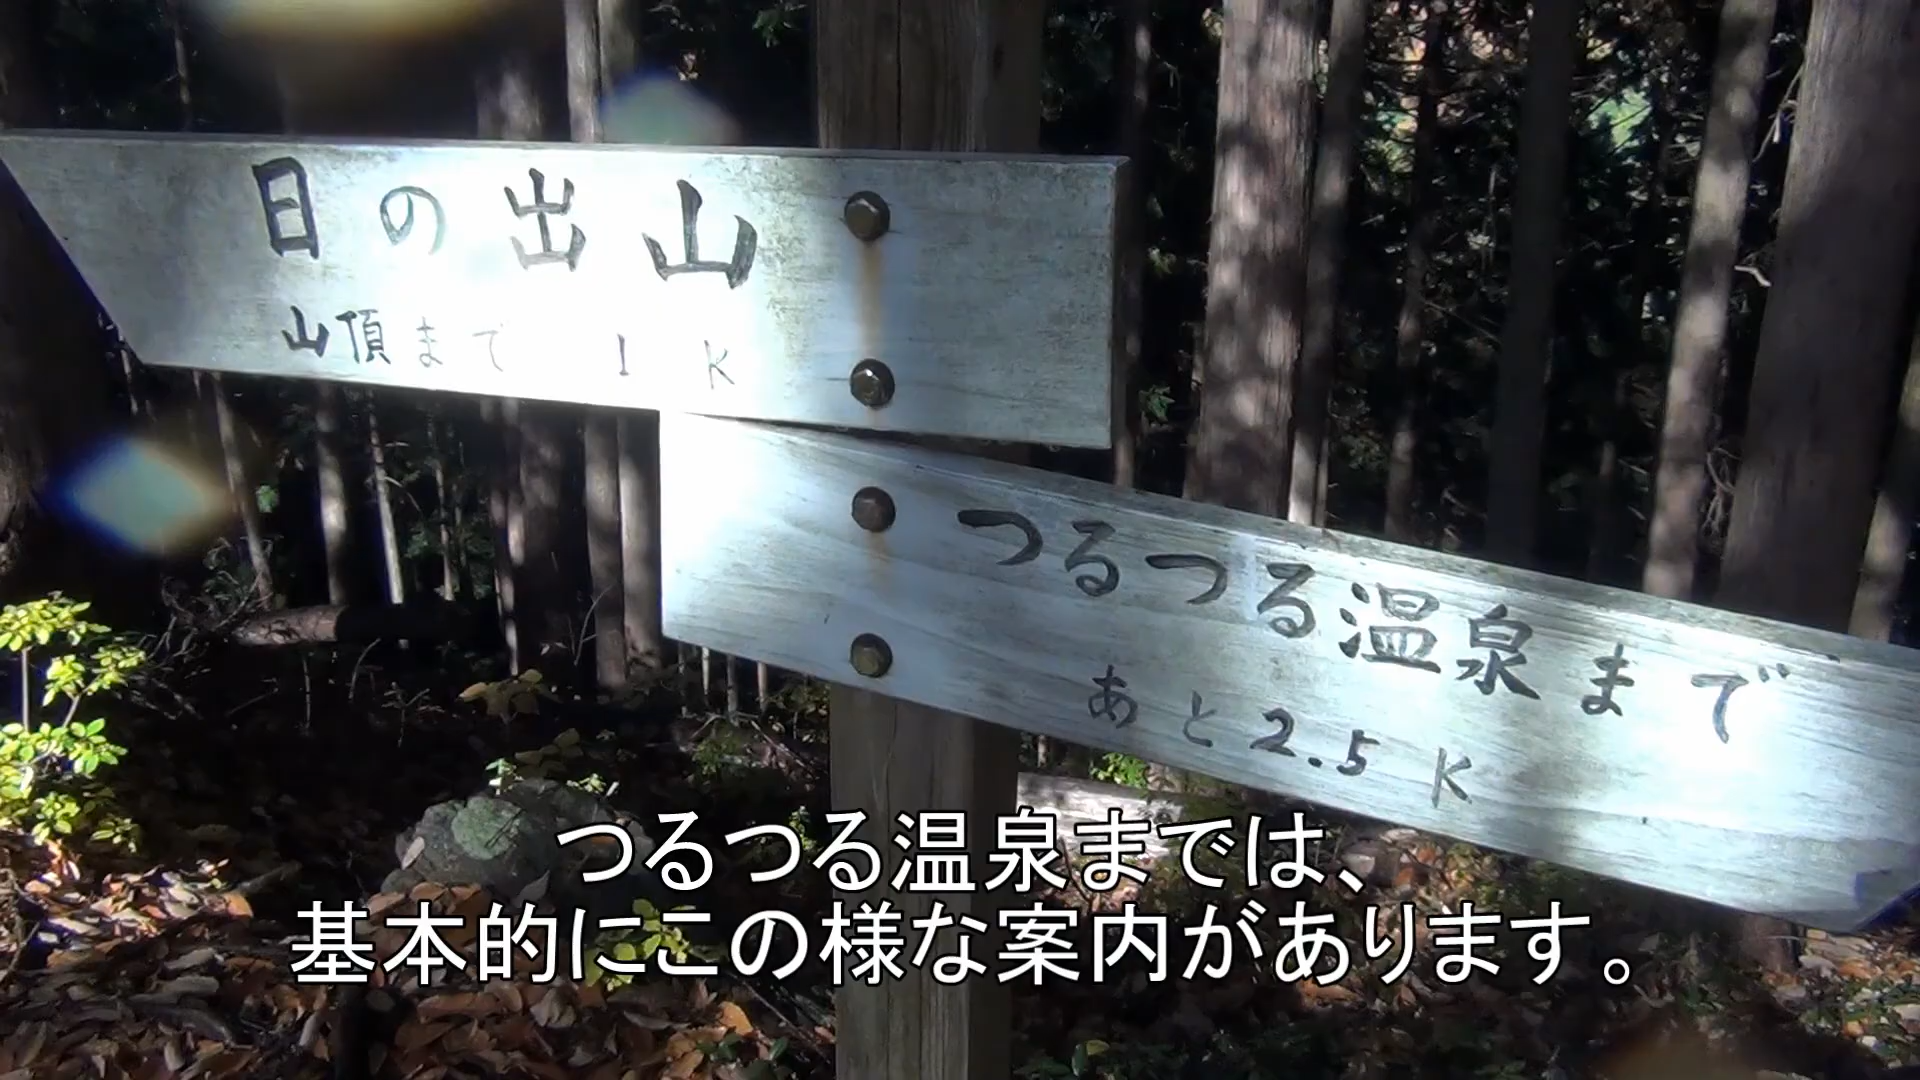 日の出山
山頂まで 1K
つるつる温泉まで
あと2.5K
つるつる温泉までは、
基本的にこの様な案内があります。